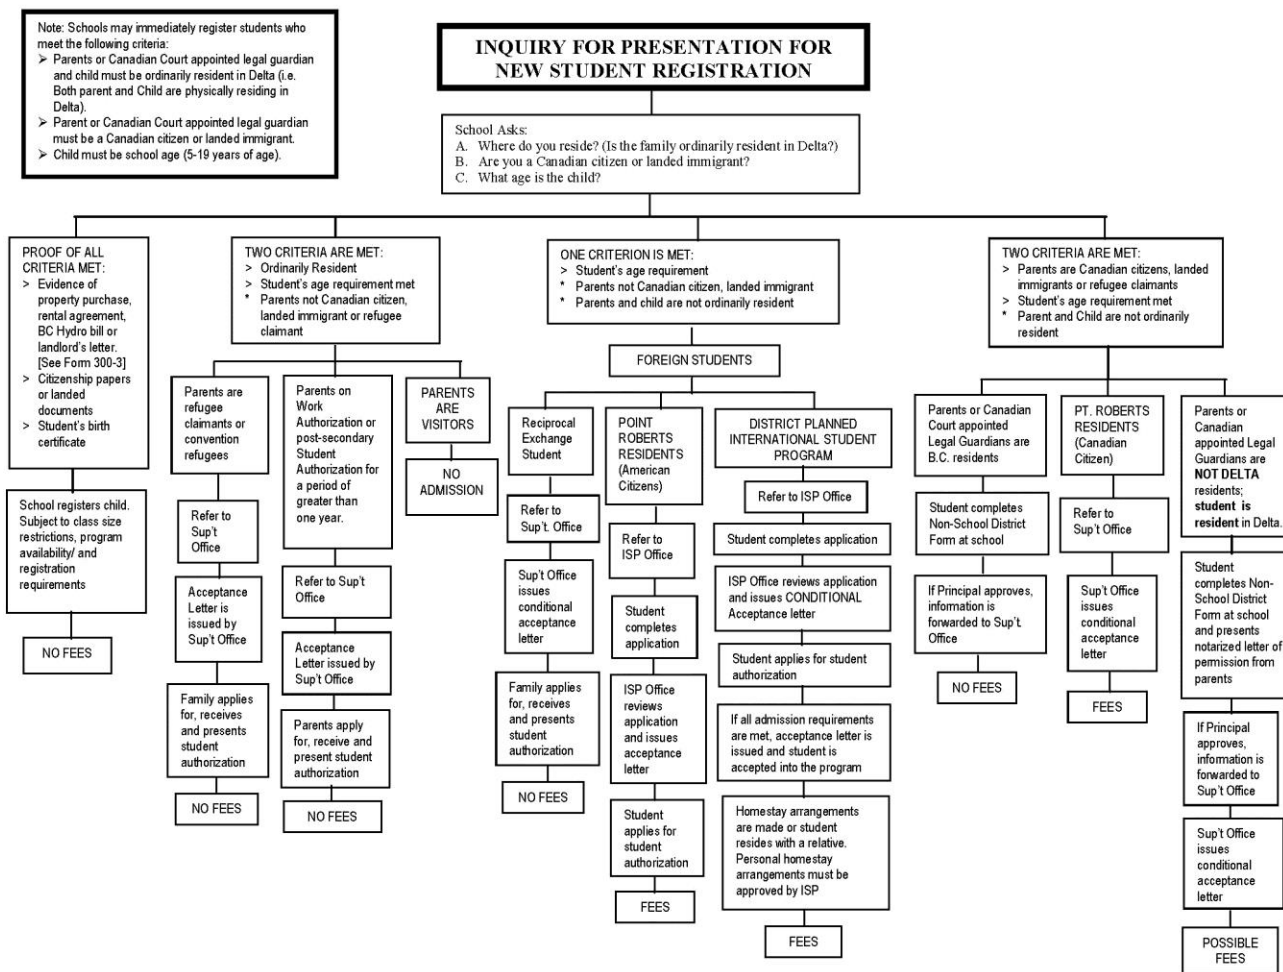 Note: Schools may immediately register students who
meet the following criteria:
➢ Parents or Canadian Court appointed legal guardian
and child must be ordinarily resident in Delta (i.e.
Both parent and Child are physically residing in
Delta).
➢ Parent or Canadian Court appointed legal guardian
must be a Canadian citizen or landed immigrant.
➢ Child must be school age (5-19 years of age).
INQUIRY FOR PRESENTATION FOR
NEW STUDENT REGISTRATION
School Asks:
A. Where do you reside? (Is the family ordinarily resident in Delta?)
B. Are you a Canadian citizen or landed immigrant?
C. What age is the child?
PROOF OF ALL
CRITERIA MET:
> Evidence of
property purchase,
rental agreement,
BC Hydro bill or
landlord's letter.
[See Form 300-3]
> Citizenship papers
or landed
documents
> Student's birth
certificate
School registers child.
Subject to class size
restrictions, program
availability/ and
registration
requirements
NO FEES
TWO CRITERIA ARE MET:
> Ordinarily Resident
> Student's age requirement met
* Parents not Canadian citizen,
landed immigrant or refugee
claimant
Parents are
refugee
claimants or
convention
refugees
Refer to
Sup't
Office
Acceptance
Letter is
issued by
Sup't Office
Family applies
for, receives
and presents
student
authorization
NO FEES
Parents on
Work
Authorization or
post-secondary
Student
Authorization for
a period of
greater than
one year.
Refer to Sup't
Office
Acceptance
Letter issued by
Sup't Office
Parents apply
for, receive and
present student
authorization
NO FEES
PARENTS
ARE
VISITORS
NO
ADMISSION
ONE CRITERION IS MET:
> Student's age requirement
* Parents not Canadian citizen, landed immigrant
* Parents and child are not ordinarily resident
FOREIGN STUDENTS
Reciprocal
Exchange
Student
Refer to
Sup't. Office
Sup't Office
issues
conditional
acceptance
letter
Family applies
for, receives
and presents
student
authorization
NO FEES
POINT
ROBERTS
RESIDENTS
(American
Citizens)
Refer to
ISP Office
Student
completes
application
ISP Office
reviews
application
and issues
acceptance
letter
Student
applies for
student
authorization
FEES
DISTRICT PLANNED
INTERNATIONAL STUDENT
PROGRAM
Refer to ISP Office
Student completes application
ISP Office reviews application
and issues CONDITIONAL
Acceptance letter
Student applies for student
authorization
If all admission requirements
are met, acceptance letter is
issued and student is
accepted into the program
Homestay arrangements
are made or student
resides with a relative.
Personal homestay
arrangements must be
approved by ISP
FEES
TWO CRITERIA ARE MET:
> Parents are Canadian citizens, landed
immigrants or refugee claimants
> Student's age requirement met
* Parent and Child are not ordinarily
resident
Parents or Canadian
Court appointed
Legal Guardians are
B.C. residents
Student completes
Non-School District
Form at school
If Principal approves,
information is
forwarded to Sup't.
Office
NO FEES
PT. ROBERTS
RESIDENTS
(Canadian
Citizen)
Refer to
Sup't Office
Sup't Office
issues
conditional
acceptance
letter
FEES
Parents or
Canadian
appointed Legal
Guardians are
NOT DELTA
residents;
student is
resident in Delta.
Student
completes Non-
School District
Form at school
and presents
notarized letter of
permission from
parents
If Principal
approves,
information is
forwarded to
Sup't Office
Sup't Office
issues
conditional
acceptance
letter
POSSIBLE
FEES